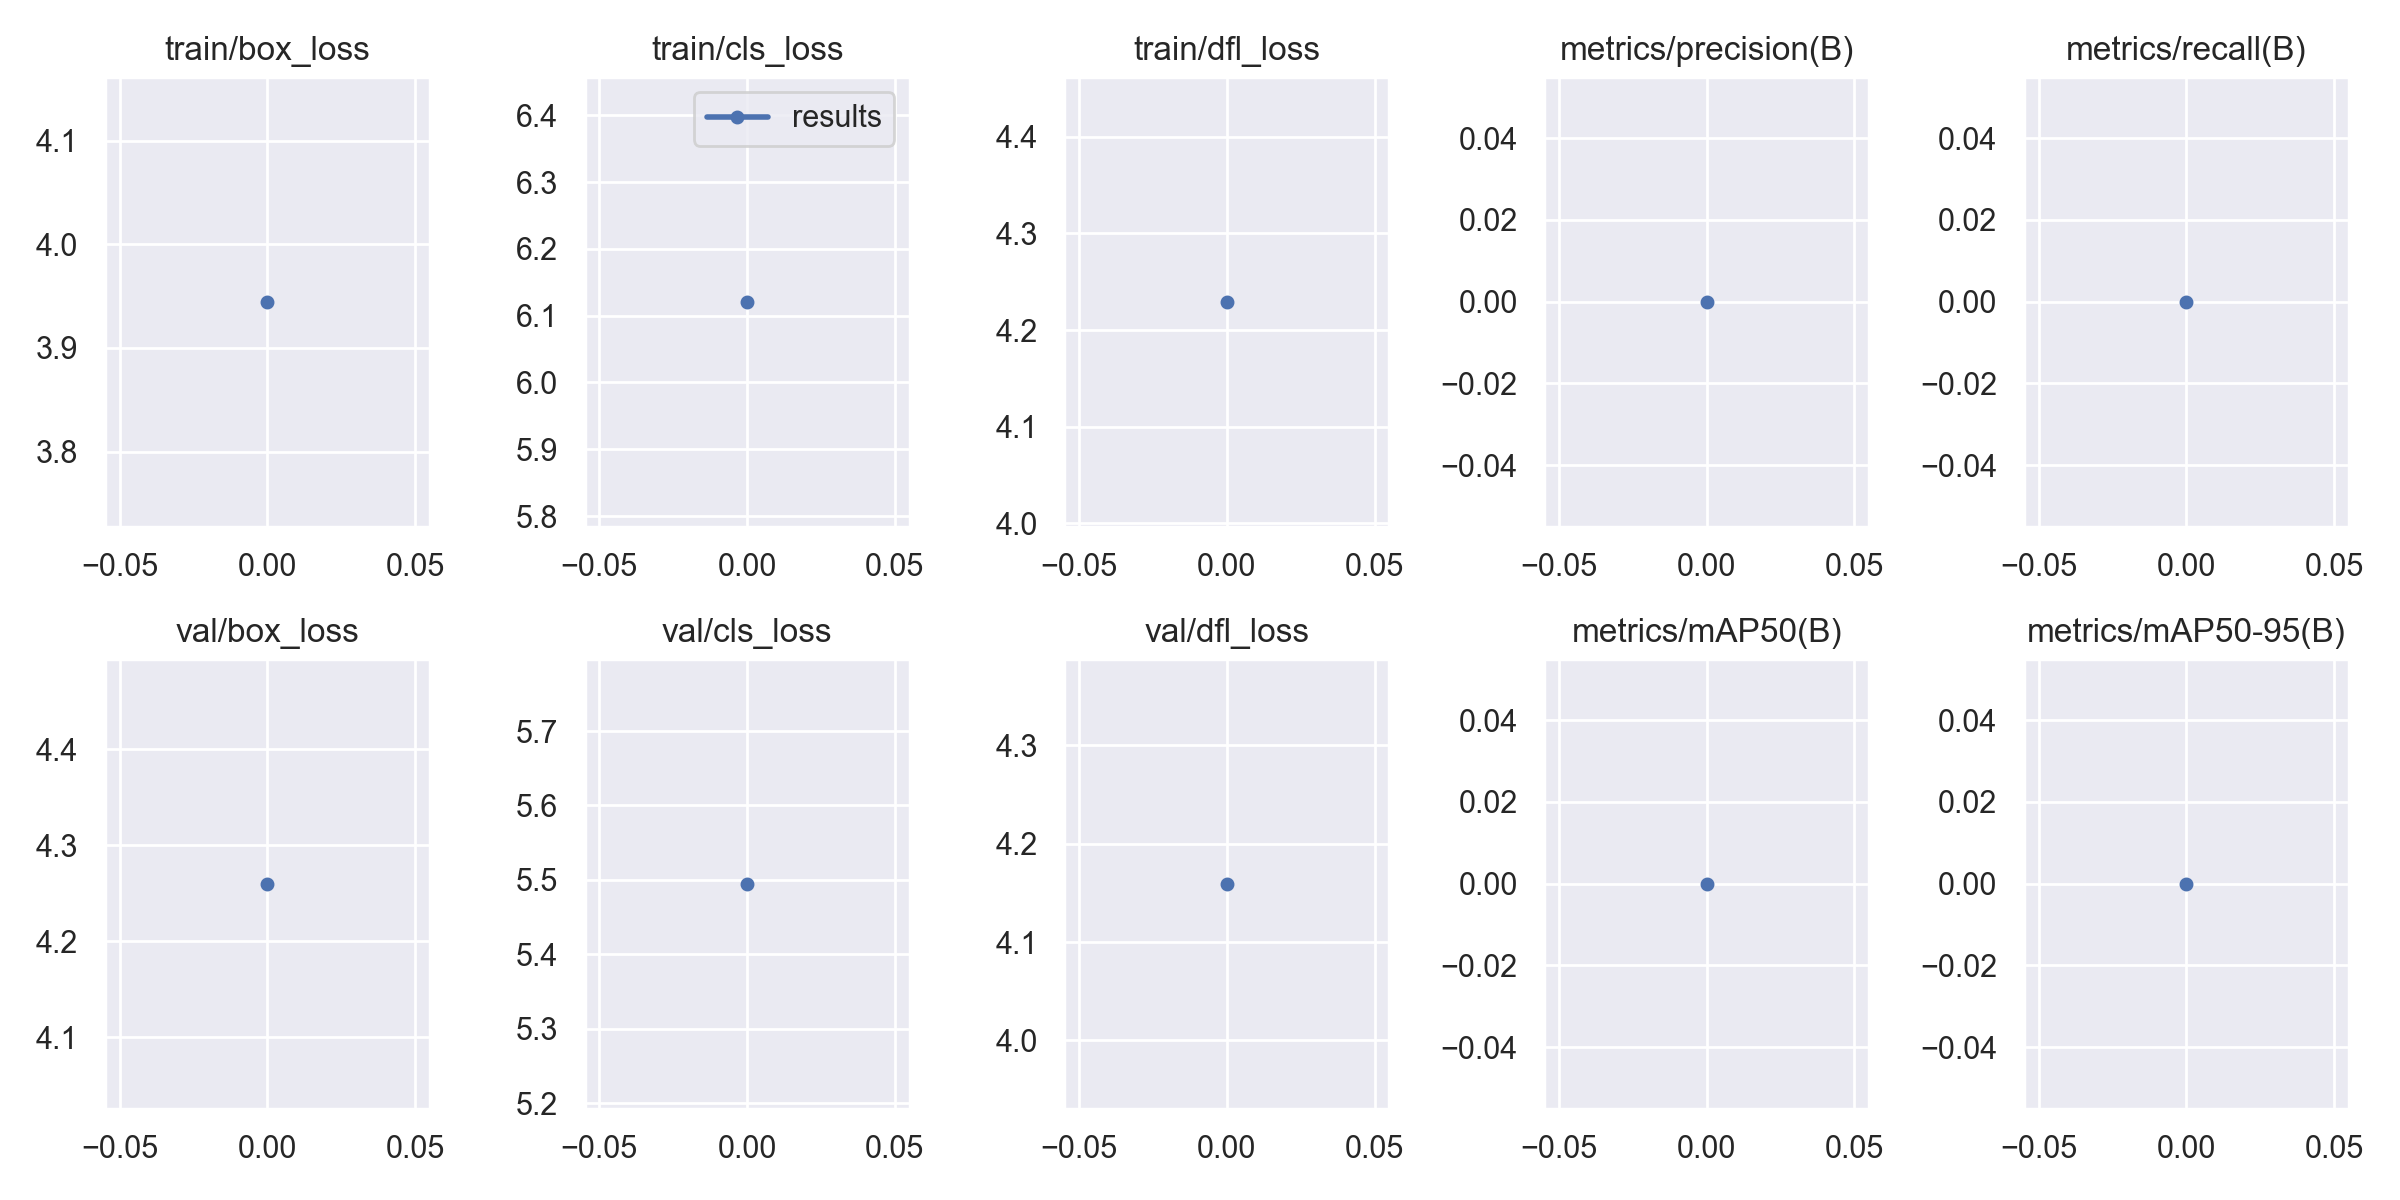 train/box_loss
train/cls_loss
train/dfl_loss
metrics/precision(B)
metrics/recall(B)
results
4.1
4.0
3.9
3.8
−0.05 0.00 0.05
6.4
6.3
6.2
6.1
6.0
5.9
5.8
−0.05 0.00 0.05
4.4
4.3
4.2
4.1
4.0
−0.05 0.00 0.05
0.04
0.02
0.00
−0.02
−0.04
−0.05 0.00 0.05
0.04
0.02
0.00
−0.02
−0.04
−0.05 0.00 0.05
val/box_loss
val/cls_loss
val/dfl_loss
metrics/mAP50(B)
metrics/mAP50-95(B)
4.4
4.3
4.2
4.1
−0.05 0.00 0.05
5.7
5.6
5.5
5.4
5.3
5.2
−0.05 0.00 0.05
4.3
4.2
4.1
4.0
−0.05 0.00 0.05
0.04
0.02
0.00
−0.02
−0.04
−0.05 0.00 0.05
0.04
0.02
0.00
−0.02
−0.04
−0.05 0.00 0.05